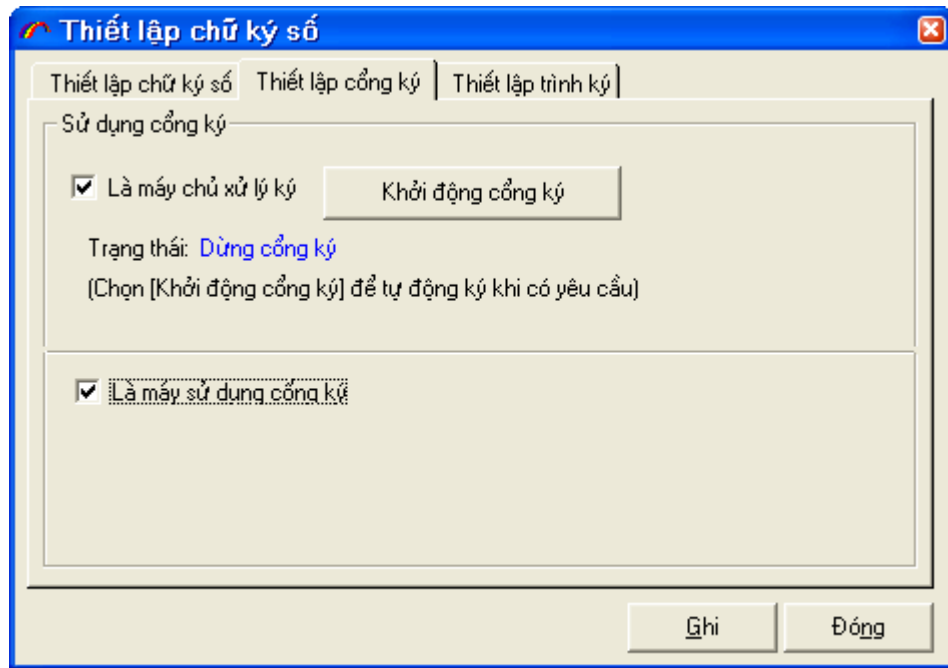 Thiết lập chữ ký số
Thiết lập chữ ký số Thiết lập cổng ký Thiết lập trình ký
Sử dụng cổng ký
Là máy chủ xử lý ký Khởi động cổng ký
Trạng thái: Dừng cổng ký
(Chọn [Khởi động cổng ký] để tự động ký khi có yêu cầu)
Là máy sử dụng cổng ký
Ghi Đóng